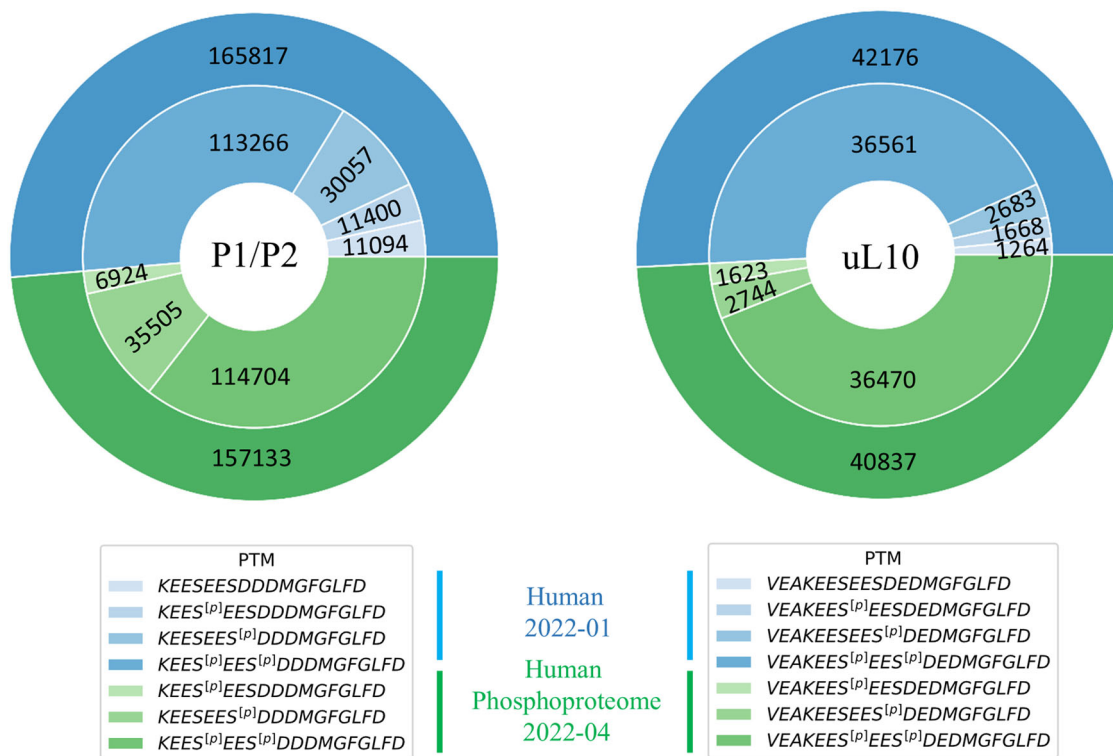 165817
113266
30057
11400
11094
P1/P2
6924
35505
114704
157133
42176
36561
2683
1668
1264
uL10
1623
2744
36470
40837
PTM
KEESEESDDDMGFGLFD
KEES[p]EESDDDMGFGLFD
KEESEES[p]DDDMGFGLFD
KEES[p]EES[p]DDDMGFGLFD
KEES[p]EESDDDMGFGLFD
KEESEES[p]DDDMGFGLFD
KEES[p]EES[p]DDDMGFGLFD
Human
2022-01
Human
Phosphoproteome
2022-04
PTM
VEAKEESEESDEDMGFGLFD
VEAKEES[p]EESDEDMGFGLFD
VEAKEESEES[p]DEDMGFGLFD
VEAKEES[p]EES[p]DEDMGFGLFD
VEAKEES[p]EESDEDMGFGLFD
VEAKEESEES[p]DEDMGFGLFD
VEAKEES[p]EES[p]DEDMGFGLFD